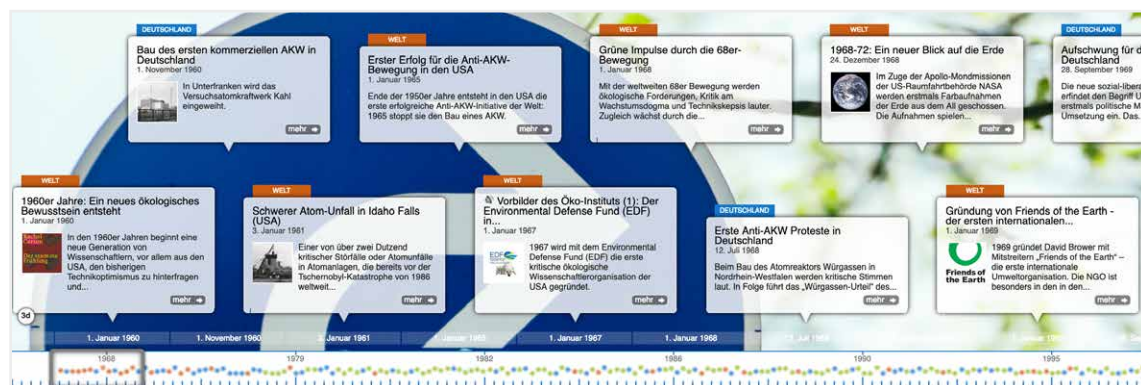 DEUTSCHLAND
Bau des ersten kommerziellen AKW in
Deutschland
1. November 1960
In Unterfranken wird das
Versuchsatomkraftwerk Kahl
eingeweiht.
mehr
WELT
Erster Erfolg für die Anti-AKW-
Bewegung in den USA
1. Januar 1965
Ende der 1950er Jahre entsteht in den USA die
erste erfolgreiche Anti-AKW-Initiative der Welt:
1965 stoppt sie den Bau eines AKW.
mehr
WELT
Grüne Impulse durch die 68er-
Bewegung
1. Januar 1968
Mit der weltweiten 68er Bewegung werden
ökologische Forderungen, Kritik am
Wachstumsdogma und Technikskepsis lauter.
Zugleich wächst durch die...
mehr
WELT
1968-72: Ein neuer Blick auf die Erde
24. Dezember 1968
Im Zuge der Apollo-Mondmissionen
der US-Raumfahrtbehörde NASA
werden erstmals Farbaufnahmen
der Erde aus dem All geschossen.
Die Aufnahmen spielen...
mehr
DEUTSCHLAND
Aufschwung für d
Deutschland
28. September 1969
Die neue sozial-libera
erfindet den Begriff U
erstmals politische M
Umsetzung ein. Das.
WELT
1960er Jahre: Ein neues ökologisches
Bewusstsein entsteht
1. Januar 1960
In den 1960er Jahren beginnt eine
neue Generation von
Wissenschaftlern, vor allem aus den
USA, den bisherigen
Technikoptimismus zu hinterfragen
und...
mehr
WELT
Schwerer Atom-Unfall in Idaho Falls
(USA)
3. Januar 1961
Einer von über zwei Dutzend
kritischer Störfälle oder Atomunfälle
in Atomanlagen, die bereits vor der
Tschernobyl-Katastrophe von 1986
weltweit...
mehr
WELT
Vorbilder des Öko-Instituts (1): Der
Environmental Defense Fund (EDF)
in...
1. Januar 1967
EDF
1967 wird mit dem Environmental
Defense Fund (EDF) die erste
kritische ökologische
Wissenschaftlerorganisation der
USA gegründet.
mehr
DEUTSCHLAND
Erste Anti-AKW Proteste in
Deutschland
12. Juli 1968
Beim Bau des Atomreaktors Würgassen in
Nordrhein-Westfalen werden kritische Stimmen
laut. In Folge führt das „Würgassen-Urteil" des...
mehr
WELT
Gründung von Friends of the Earth -
der ersten internationalen...
1. Januar 1969
Friends of
the Earth
1969 gründet David Brower mit
Mitstreitern „Friends of the Earth" –
die erste internationale
Umweltorganisation. Die NGO ist
besonders in den in den...
mehr
3d
1. Januar 1960
1. November 1960
3. Januar 1961
1. Januar 1967
1. Januar 1968
1968
1979
1982
1986
1990
1995